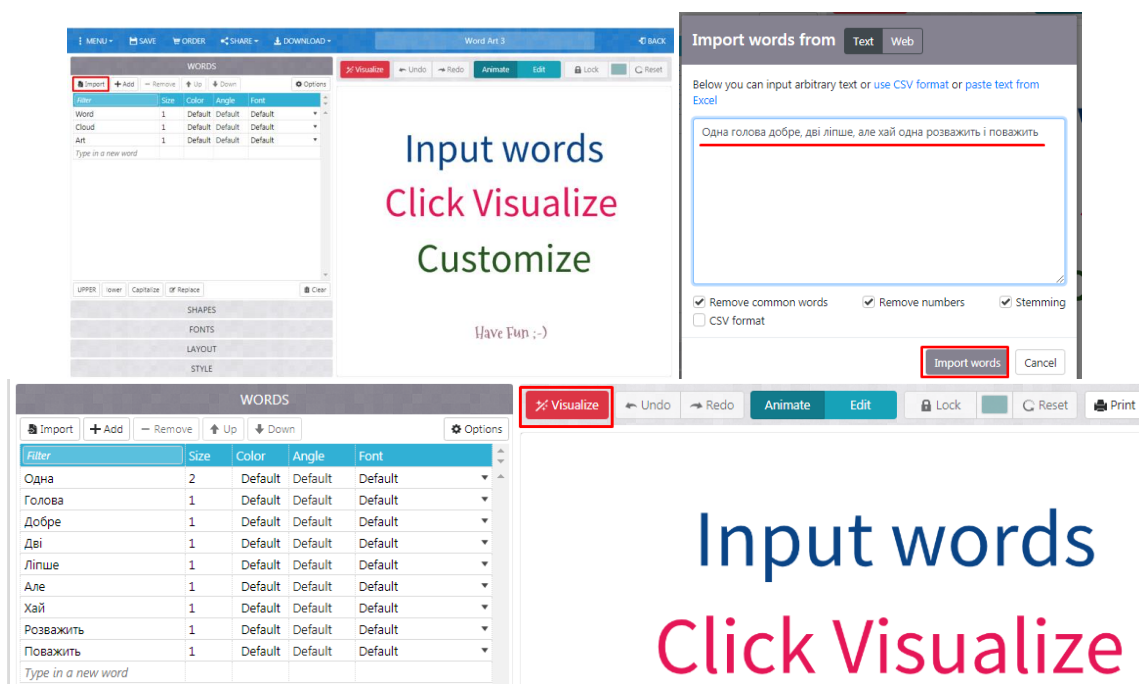 MENU SAVE ORDER SHARE DOWNLOAD Word Art 3 BACK
WORDS
Import Add Remove Up Down Options
Filter Size Color Angle Font
Word 1 Default Default Default
Cloud 1 Default Default Default
Art 1 Default Default Default
Type in a new word
UPPER lower Capitalize Replace Clear
SHAPES
FONTS
LAYOUT
STYLE
Visualize Undo Redo Animate Edit Lock Reset
Input words
Click Visualize
Customize
Have Fun ;-)
Import words from Text Web
Below you can input arbitrary text or use CSV format or paste text from
Excel
Одна голова добре, дві ліпше, але хай одна розважить і поважить
Remove common words Remove numbers Stemming
CSV format
Import words Cancel
WORDS
Import Add Remove Up Down Options
Filter Size Color Angle Font
Одна 2 Default Default Default
Голова 1 Default Default Default
Добре 1 Default Default Default
Дві 1 Default Default Default
Ліпше 1 Default Default Default
Але 1 Default Default Default
Хай 1 Default Default Default
Розважить 1 Default Default Default
Поважить 1 Default Default Default
Type in a new word
Visualize Undo Redo Animate Edit Lock Reset Print
Input words
Click Visualize